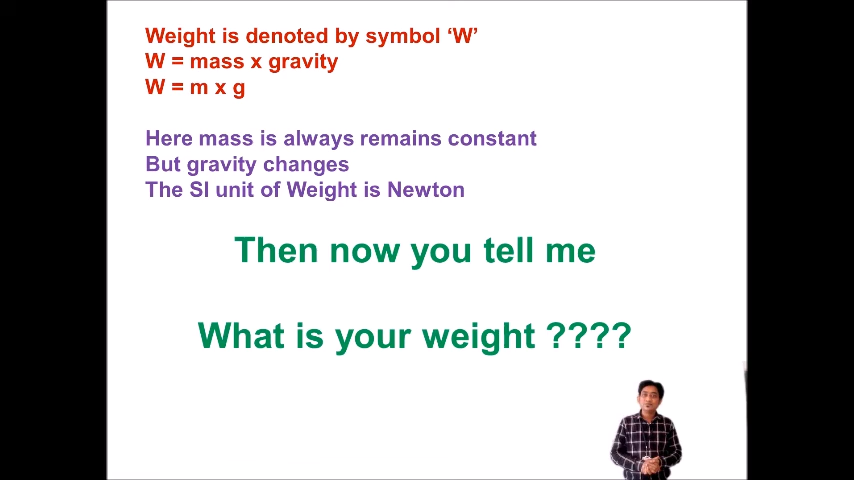 Weight is denoted by symbol ‘W’
W = mass x gravity
W = m x g
Here mass is always remains constant
But gravity changes
The SI unit of Weight is Newton
Then now you tell me
What is your weight ????